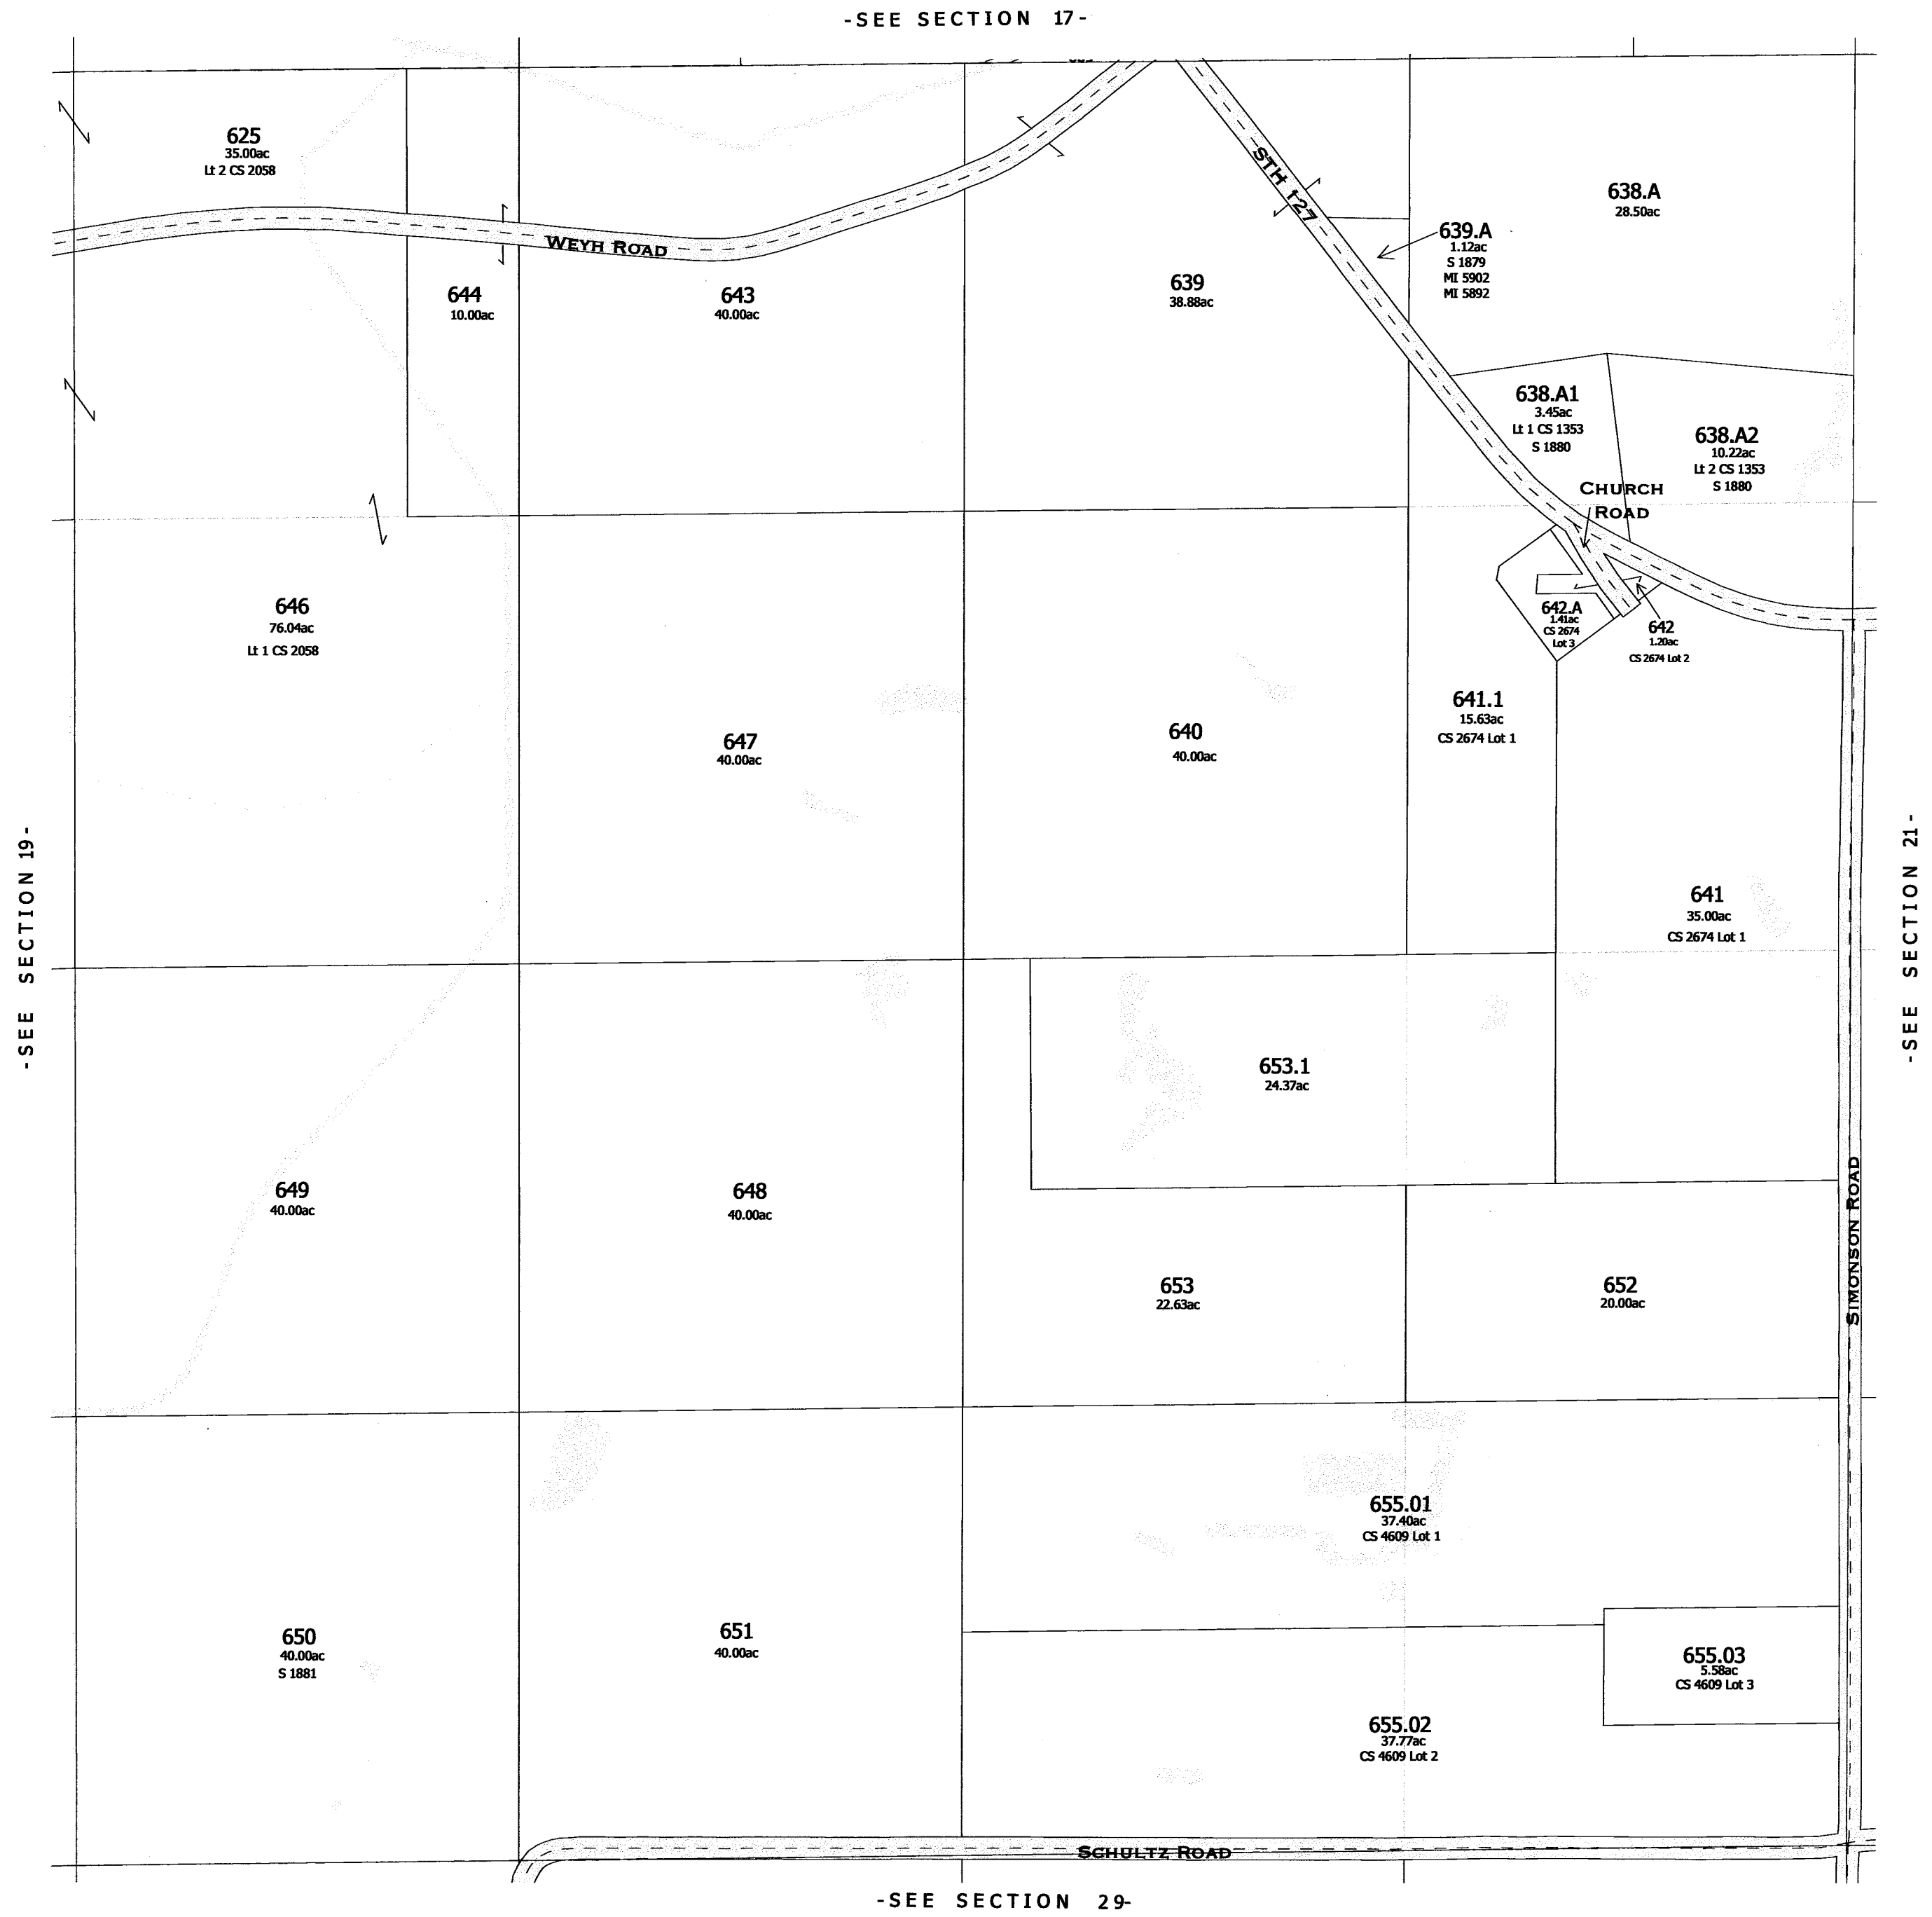 -SEE SECTION 17-
625
35.00ac
Lt 2 CS 2058
STH 127
638.A
28.50ac
639.A
1.12ac
S 1879
MI 5902
MI 5892
WEYH ROAD
644
10.00ac
643
40.00ac
639
38.88ac
638.A1
3.45ac
Lt 1 CS 1353
S 1880
638.A2
10.22ac
Lt 2 CS 1353
S 1880
CHURCH
ROAD
646
76.04ac
Lt 1 CS 2058
642.A
1.41ac
CS 2674
Lot 3
642
1.20ac
CS 2674 Lot 2
641.1
15.63ac
CS 2674 Lot 1
647
40.00ac
640
40.00ac
-SEE SECTION 19-
-SEE SECTION 21-
641
35.00ac
CS 2674 Lot 1
653.1
24.37ac
649
40.00ac
648
40.00ac
SIMONSON ROAD
653
22.63ac
652
20.00ac
655.01
37.40ac
CS 4609 Lot 1
650
40.00ac
S 1881
651
40.00ac
655.03
5.58ac
CS 4609 Lot 3
655.02
37.77ac
CS 4609 Lot 2
SCHULTZ ROAD
-SEE SECTION 29-